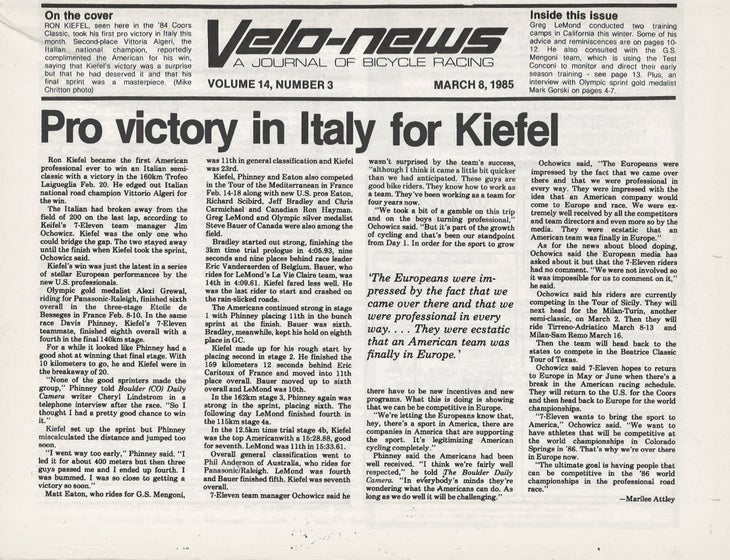 On the cover
RON KIEFEL, seen here in the '84 Coors
Classic, took his first pro victory in Italy this
month. Second-place Vittoria Algeri, the
Italian national champion, reportedly
complimented the American for his win,
saying that Kiefel's victory was a surprise
but that he had deserved it and that his
final sprint was a masterpiece. (Mike
Chritton photo)
Velo-news
A JOURNAL OF BICYCLE RACING
VOLUME 14, NUMBER 3
MARCH 8, 1985
Inside this issue
Greg LeMond conducted two training
camps in California this winter. Some of his
advice and reminiscences are on pages 10-
12. He also consulted with the G.S.
Mengoni team, which is using the Test
Conconi to monitor and direct their early
season training - see page 13. Plus, an
interview with Olympic sprint gold medalist
Mark Gorski on pages 4-7.
Pro victory in Italy for Kiefel
Ron Kiefel became the first American
professional ever to win an Italian semi-
classic with a victory in the 160km Trofeo
Laigueglia Feb. 20. He edged out Italian
national road champion Vittorio Algeri for
the win.
The Italian had broken away from the
field of 200 on the last lap, according to
Keifel's 7-Eleven team manager Jim
Ochowicz. Kiefel was the only one who
could bridge the gap. The two stayed away
until the finish when Kiefel took the sprint,
Ochowicz said.
Kiefel's win was just the latest in a series
of stellar European performances by the
new U.S. professionals.
Olympic gold medalist Alexi Grewal,
riding for Panasonic-Raleigh, finished sixth
overall in the three-stage Etoile de
Besseges in France Feb. 8-10. In the same
race Davis Phinney, Kiefel's 7-Eleven
teammate, finished eighth overall with a
fourth in the final 140km stage.
For a while it looked like Phinney had a
good shot at winning that final stage. With
10 kilometers to go, he and Kiefel were in
the breakaway of 20.
"None of the good sprinters made the
group," Phinney told Boulder (CO) Daily
Camera writer Cheryl Lindstrom in a
telephone interview after the race. "So I
thought I had a pretty good chance to win
it."
Kiefel set up the sprint but Phinney
miscalculated the distance and jumped too
soon.
"I went way too early," Phinney said. "I
led it for about 400 meters but then three
guys passed me and I ended up fourth. I
was bummed. I was so close to getting a
victory so soon."
Matt Eaton, who rides for G.S. Mengoni,
was 11th in general classification and Kiefel
was 23rd.
Kiefel, Phinney and Eaton also competed
in the Tour of the Mediterranean in France
Feb. 14-18 along with new U.S. pros Eaton,
Richard Scibird, Jeff Bradley and Chris
Carmichael and Canadian Ron Hayman.
Greg LeMond and Olympic silver medalist
Steve Bauer of Canada were also among the
field.
Bradley started strong, finishing the
3km time trial prologue in 4:05.93, nine
seconds and nine places behind race leader
Eric Vanderaerden of Belgium. Bauer, who
rides for LeMond's La Vie Claire team, was
14th in 4:09.61. Kiefel fared less well. He
was the last rider to start and crashed on
the rain-slicked roads.
The Americans continued strong in stage
1 with Phinney placing 11th in the bunch
sprint at the finish. Bauer was sixth.
Bradley, meanwhile, kept his hold on eighth
place in GC.
Kiefel made up for his rough start by
placing second in stage 2. He finished the
159 kilometers 12 seconds behind Eric
Caritoux of France and moved into 11th
place overall. Bauer moved up to sixth
overall and LeMond was 10th.
In the 162km stage 3, Phinney again was
strong in the sprint, placing sixth. The
following day LeMond finished fourth in
the 115km stage 4a.
In the 12.5km time trial stage 4b, Kiefel
was the top Americanwith a 15:28.88, good
for seventh. LeMond was 11th in 15:33.61.
Overall general classification went to
Phil Anderson of Australia, who rides for
Panasonic/Raleigh. LeMond was fourth
and Bauer finished fifth. Kiefel was seventh
overall.
7-Eleven team manager Ochowicz said he
wasn't surprised by the team's success,
"although I think it came a little bit quicker
than we had anticipated. These guys are
good bike riders. They know how to work as
a team. They've been working as a team for
four years now.
"We took a bit of a gamble on this trip
and on the boys turning professional,"
Ochowicz said. "But it's part of the growth
of cycling and that's been our standpoint
from Day 1. In order for the sport to grow
'The Europeans were im-
pressed by the fact that we
came over there and that we
were professional in every
way. . . . They were ecstatic
that an American team was
finally in Europe.'
there have to be new incentives and new
programs. What this is doing is showing
that we can be competitive in Europe.
"We're letting the Europeans know that,
hey, there's a sport in America, there are
companies in America that are supporting
the sport. It's legitimizing American
cycling completely."
Phinney said the Americans had been
well received. "I think we're fairly well
respected," he told The Boulder Daily
Camera. "In everybody's minds they're
wondering what the Americans can do. As
long as we do well it will be challenging."
Ochowicz said, "The Europeans were
impressed by the fact that we came over
there and that we were professional in
every way. They were impressed with the
idea that an American company would
come to Europe and race. We were ex-
tremely well received by all the competitors
and team directors and even more so by the
media. They were ecstatic that an
American team was finally in Europe."
As for the news about blood doping,
Ochowicz said the European media has
asked about it but that the 7-Eleven riders
had no comment. "We were not involved so
it was impossible for us to comment on it,"
he said.
Ochowicz said his riders are currently
competing in the Tour of Sicily. They will
next head for the Milan-Turin, another
semi-classic, on March 2. Then they will
ride Tirreno-Adriatico March 8-13 and
Milan-Sam Remo March 16.
Then the team will head back to the
states to compete in the Beatrice Classic
Tour of Texas.
Ochowicz said 7-Eleven hopes to return
to Europe in May or June when there's a
break in the American racing schedule.
They will return to the U.S. for the Coors
and then head back to Europe for the world
championships.
"7-Eleven wants to bring the sport to
America," Ochowicz said. "We want to
have athletes that will be competitive at
the world championships in Colorado
Springs in '86. That's why we're over there
in Europe now.
"The ultimate goal is having people that
can be competitive in the '86 world
championships in the professional road
race."
—Marilee Attley